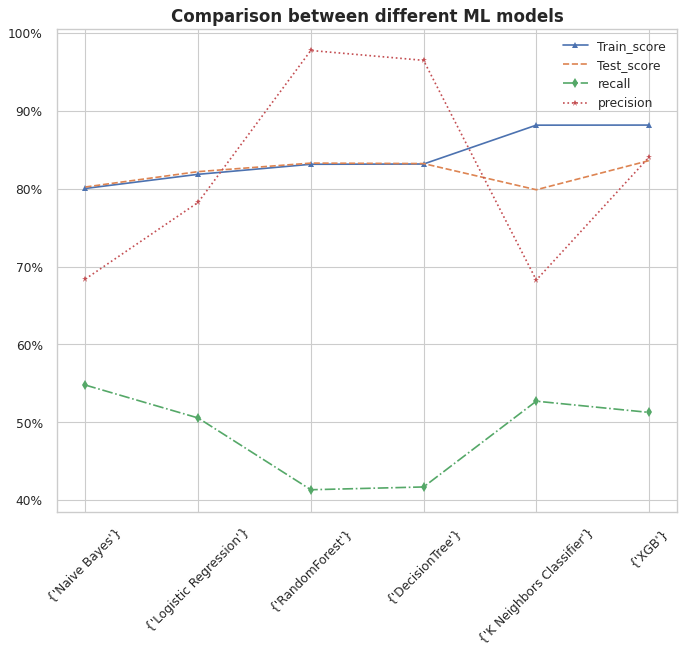 Comparison between different ML models
100%
90%
80%
70%
60%
50%
40%
Train_score
Test_score
recall
precision
{'Naive Bayes'}
{'Logistic Regression'}
{'RandomForest'}
{'DecisionTree'}
{'K Neighbors Classifier'}
{'XGB'}